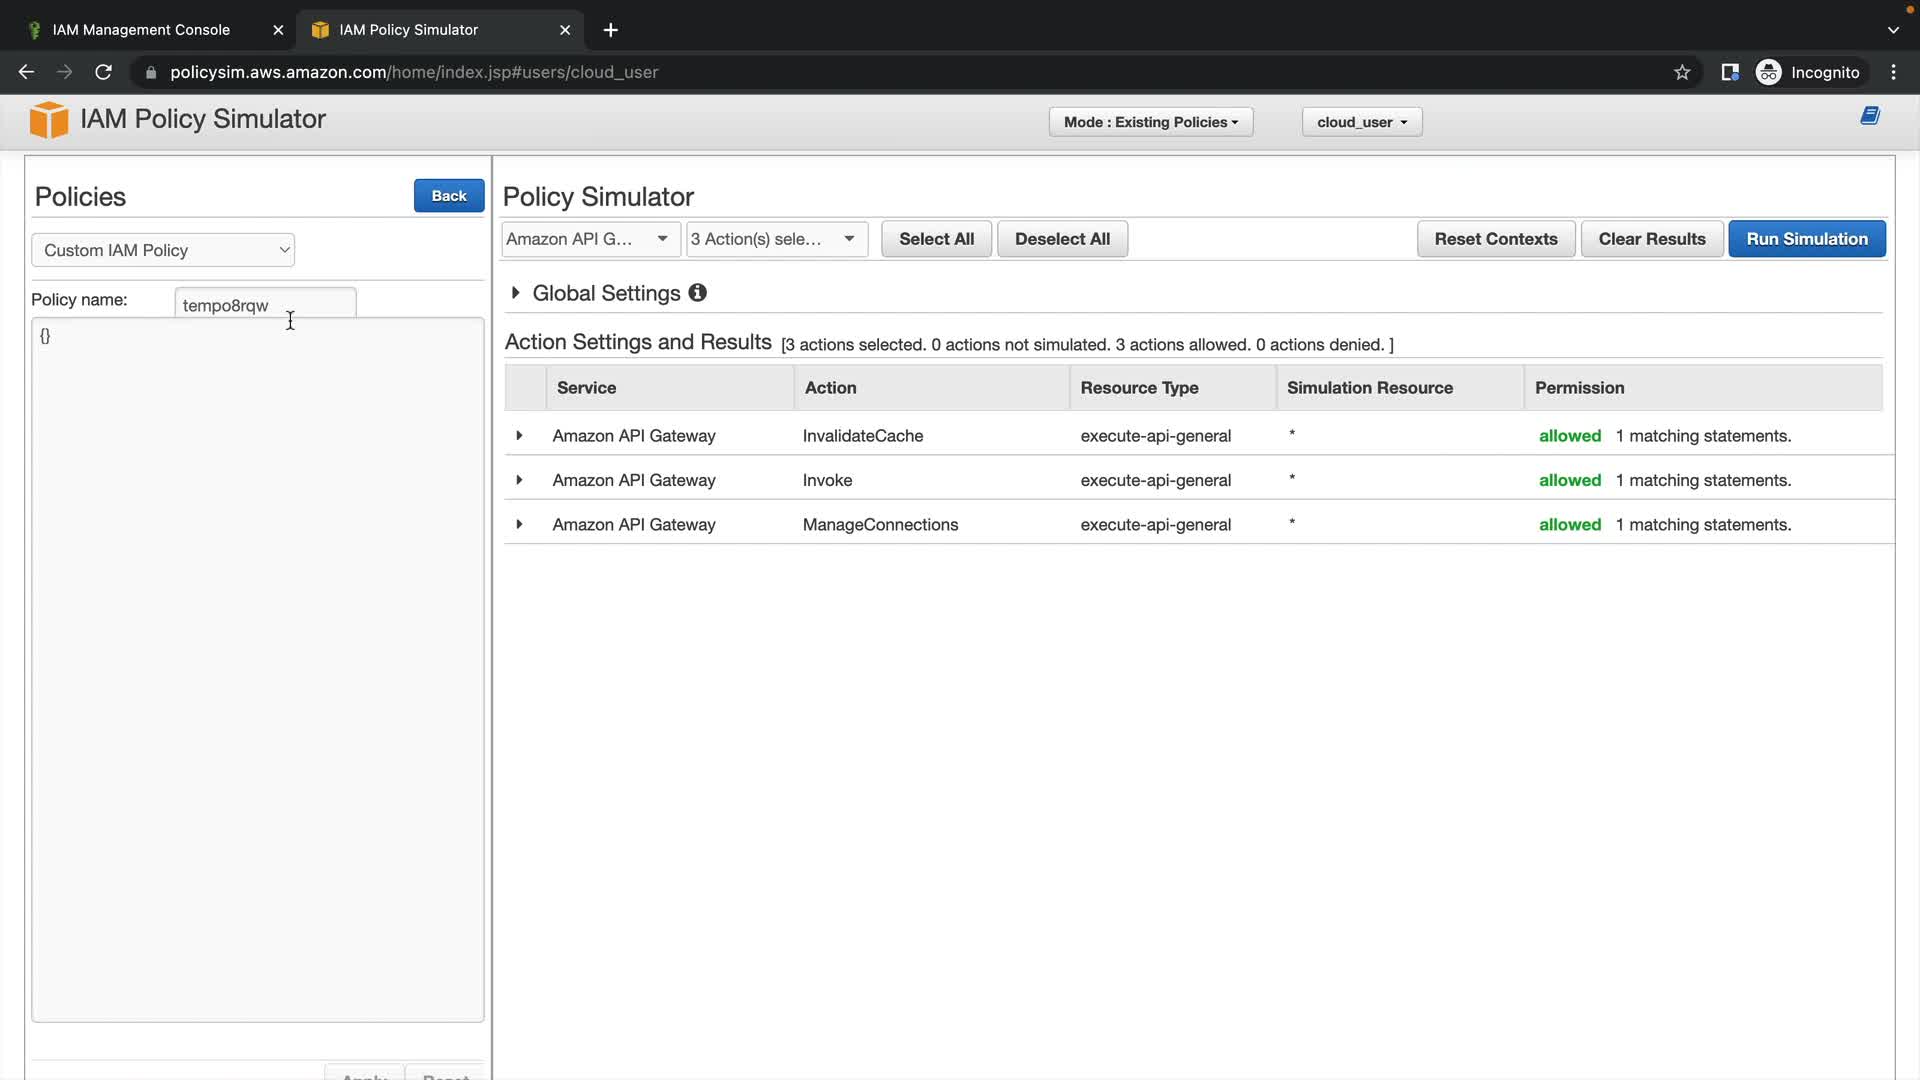 IAM Management Console
IAM Policy Simulator
policysim.aws.amazon.com/home/index.jsp#users/cloud_user
Incognito
IAM Policy Simulator
Mode : Existing Policies
cloud_user
Policies
Back
Custom IAM Policy
Policy name:
tempo8rqw
{}
Apply
Reset
Policy Simulator
Amazon API G...
3 Action(s) sele...
Select All
Deselect All
Reset Contexts
Clear Results
Run Simulation
Global Settings
Action Settings and Results [3 actions selected. 0 actions not simulated. 3 actions allowed. 0 actions denied. ]
Service Action Resource Type Simulation Resource Permission
Amazon API Gateway InvalidateCache execute-api-general * allowed 1 matching statements.
Amazon API Gateway Invoke execute-api-general * allowed 1 matching statements.
Amazon API Gateway ManageConnections execute-api-general * allowed 1 matching statements.